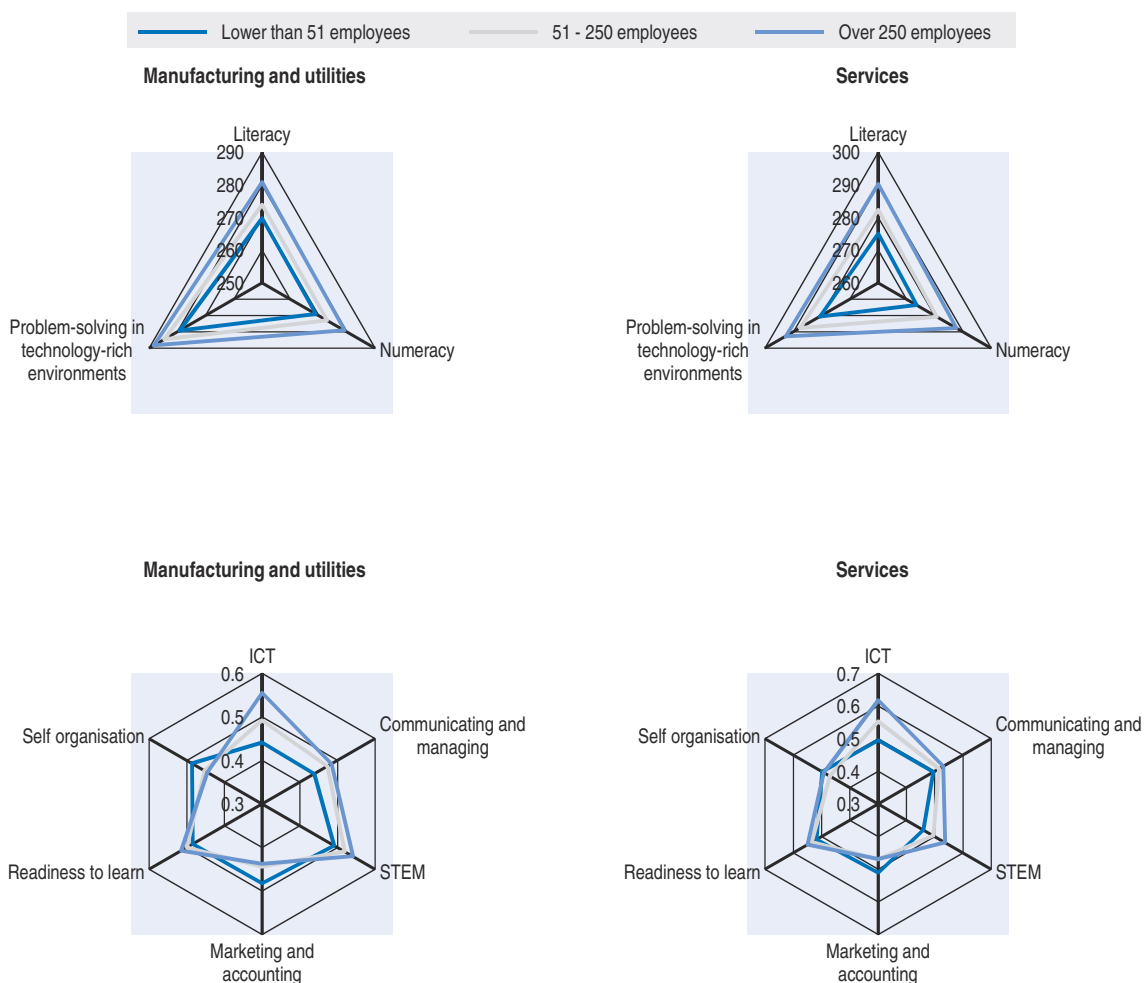 Lower than 51 employees
51 - 250 employees
Over 250 employees
Manufacturing and utilities
Literacy
290
280
270
260
250
Problem-solving in
technology-rich
environments
Numeracy
Services
Literacy
300
290
280
270
260
Problem-solving in
technology-rich
environments
Numeracy
Manufacturing and utilities
ICT
0.6
0.5
0.4
0.3
Self organisation
Communicating and
managing
Readiness to learn
STEM
Marketing and
accounting
Services
ICT
0.7
0.6
0.5
0.4
0.3
Self organisation
Communicating and
managing
Readiness to learn
STEM
Marketing and
accounting